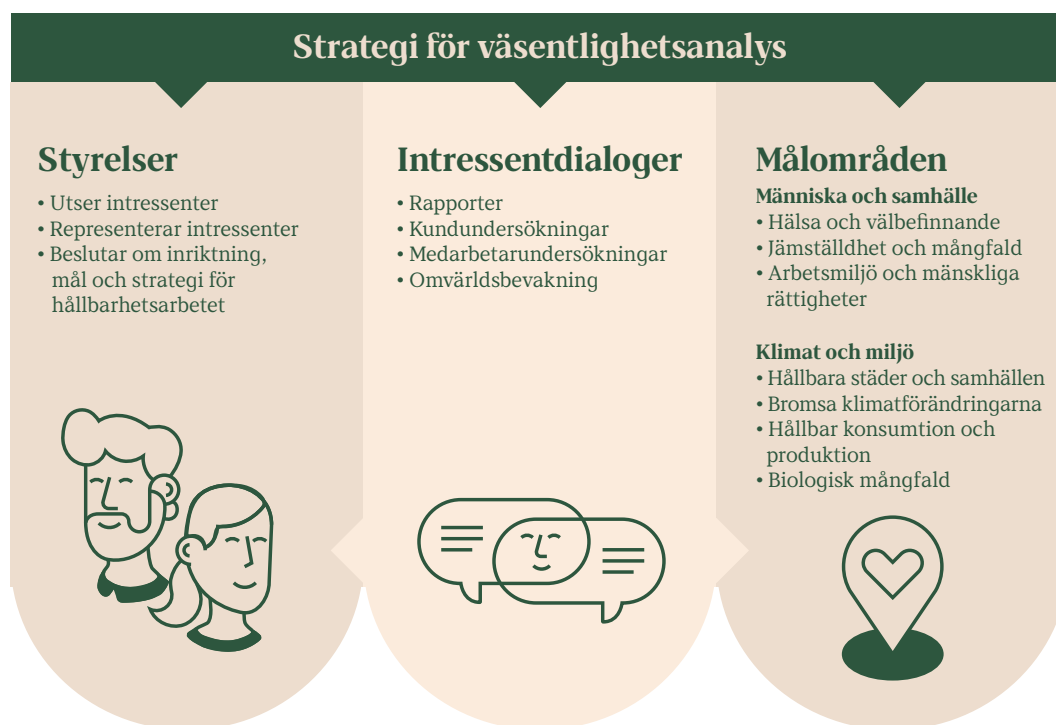 Strategi för väsentlighetsanalys
Styrelser
• Utser intressenter
• Representerar intressenter
• Beslutar om inriktning,
mål och strategi för
hållbarhetsarbetet
Intressentdialoger
• Rapporter
• Kundundersökningar
• Medarbetarundersökningar
• Omvärldsbevakning
Målområden
Människa och samhälle
• Hälsa och välbefinnande
• Jämställdhet och mångfald
• Arbetsmiljö och mänskliga
rättigheter
Klimat och miljö
• Hållbara städer och samhällen
• Bromsa klimatförändringarna
• Hållbar konsumtion och
produktion
• Biologisk mångfald